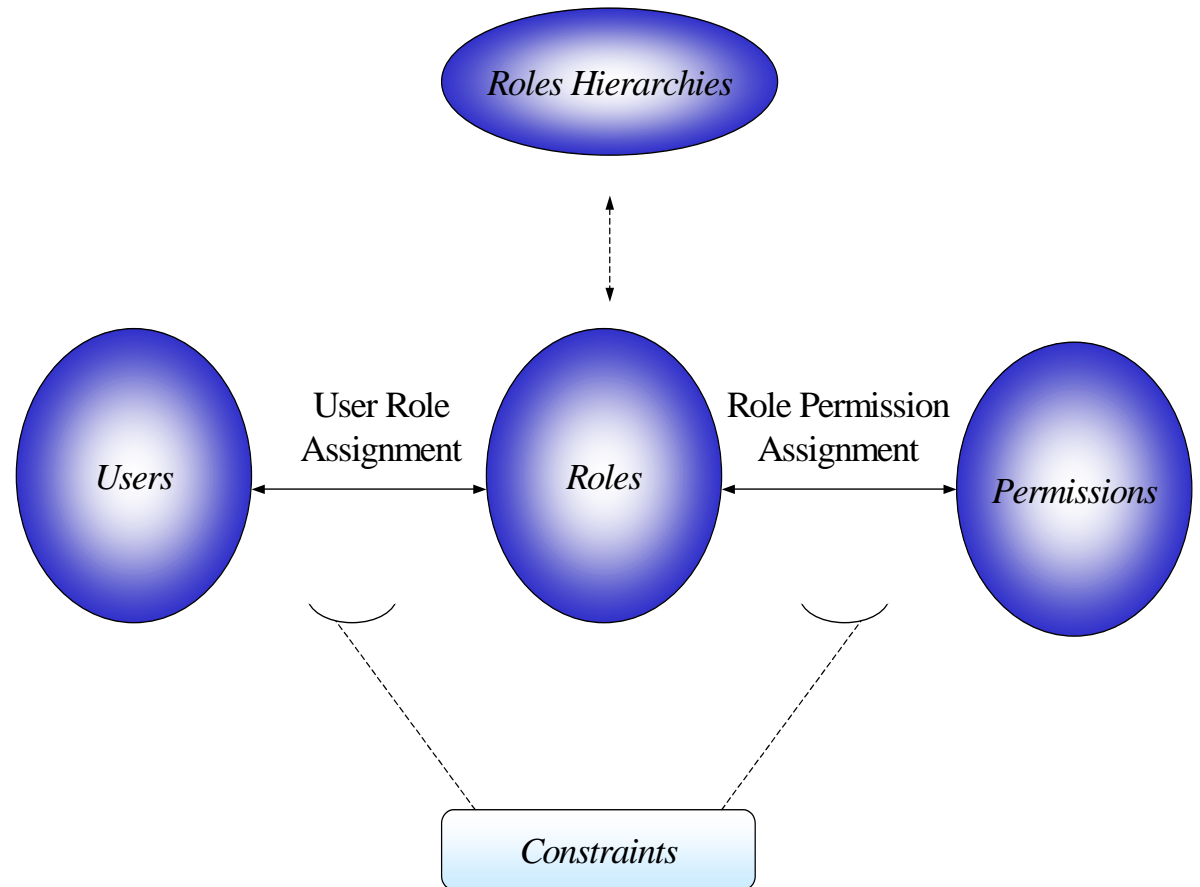 Roles Hierarchies
User Role
Assignment
Role Permission
Assignment
Users
Roles
Permissions
Constraints